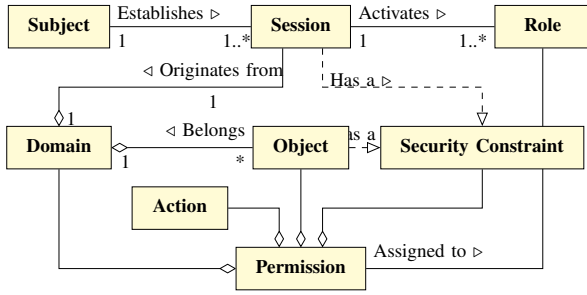 Establishes ▷
Activates ▷
Subject
Session
Role
1
1..*
1
1..*
◁ Originates from
Has a ▷
1
1
◁ Belongs
as a
Domain
Object
Security Constraint
1
*
Action
Assigned to ▷
Permission